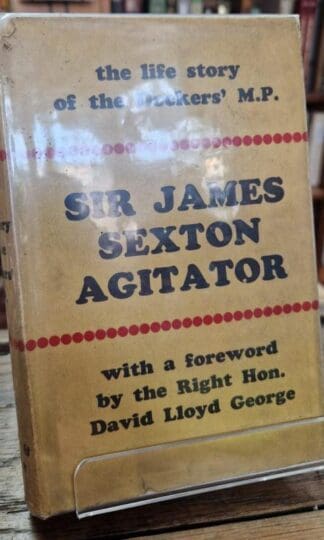 the life story
of the Dockers' M.P.
SIR JAMES
SEXTON
AGITATOR
with a foreword
by the Right Hon.
David Lloyd George